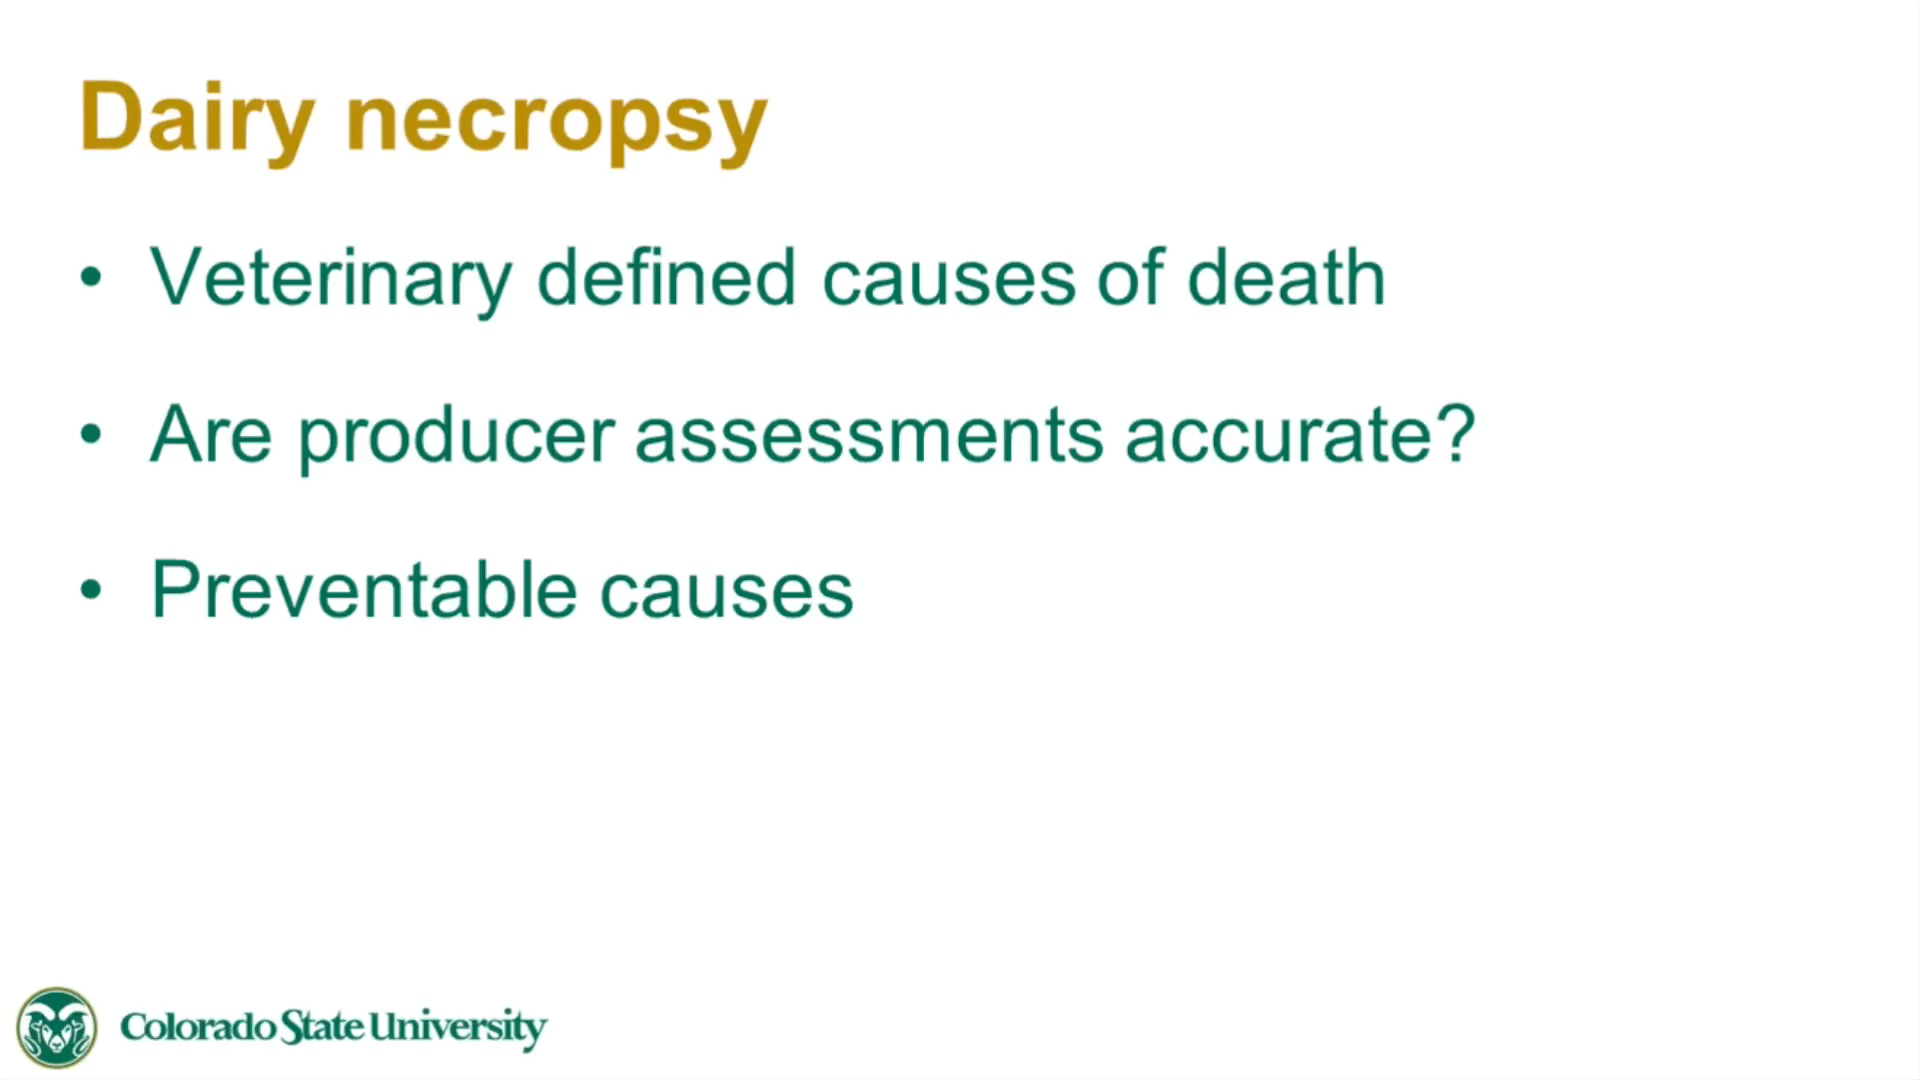 Dairy necropsy
• Veterinary defined causes of death
• Are producer assessments accurate?
• Preventable causes
Colorado State University